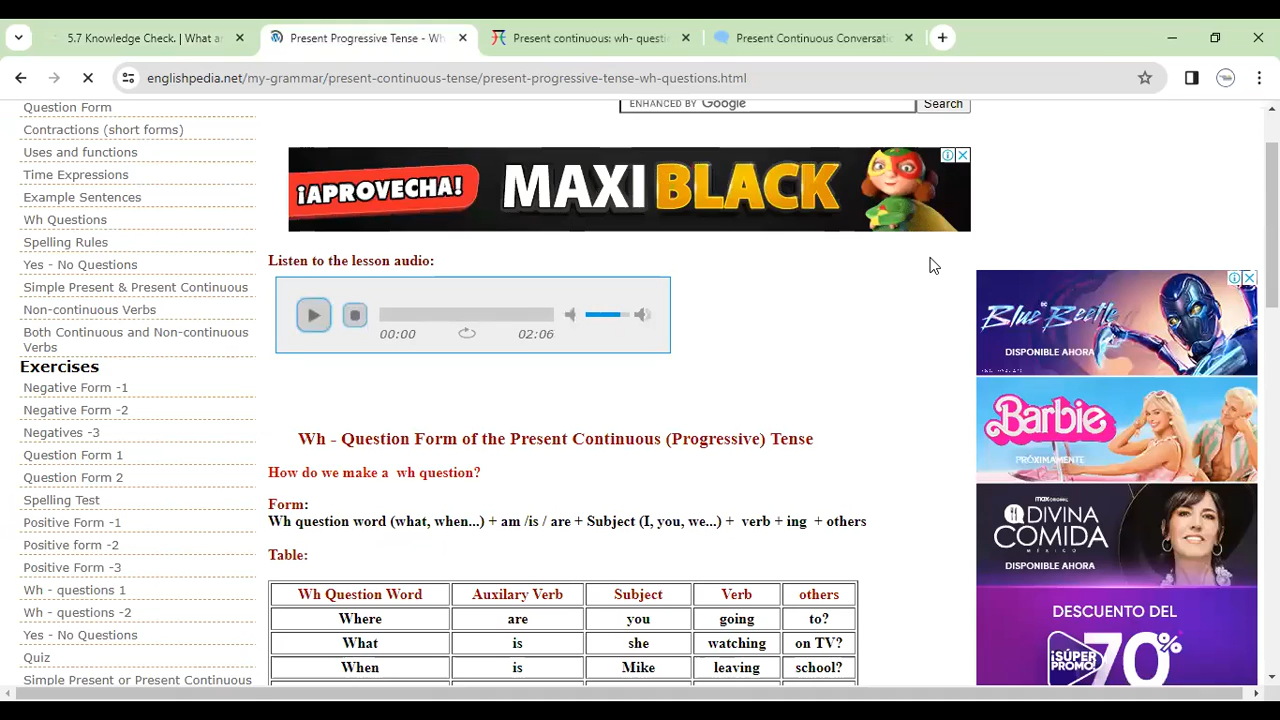 5.7 Knowledge Check. | What a
Present Progressive Tense - Wh
Present continuous: wh- questi
Present Continuous Conversati
englishpedia.net/my-grammar/present-continuous-tense/present-progressive-tense-wh-questions.html
Question Form
Contractions (short forms)
Uses and functions
Time Expressions
Example Sentences
Wh Questions
Spelling Rules
Yes - No Questions
Simple Present & Present Continuous
Non-continuous Verbs
Both Continuous and Non-continuous
Verbs
Exercises
Negative Form -1
Negative Form -2
Negatives -3
Question Form 1
Question Form 2
Spelling Test
Positive Form -1
Positive form -2
Positive Form -3
Wh - questions 1
Wh - questions -2
Yes - No Questions
Quiz
Simple Present or Present Continuous
ENHANCED BY Google
Search
¡APROVECHA! MAXI BLACK
Listen to the lesson audio:
00:00 02:06
Wh - Question Form of the Present Continuous (Progressive) Tense
How do we make a wh question?
Form:
Wh question word (what, when...) + am /is / are + Subject (I, you, we...) + verb + ing + others
Table:
Wh Question Word Auxilary Verb Subject Verb others
Where are you going to?
What is she watching on TV?
When is Mike leaving school?
BLUE BEETLE
DISPONIBLE AHORA
Barbie
PRÓXIMAMENTE
DIVINA
COMIDA
MÉXICO
DISPONIBLE AHORA
DESCUENTO DEL
¡SÚPER
PROMO!
70%